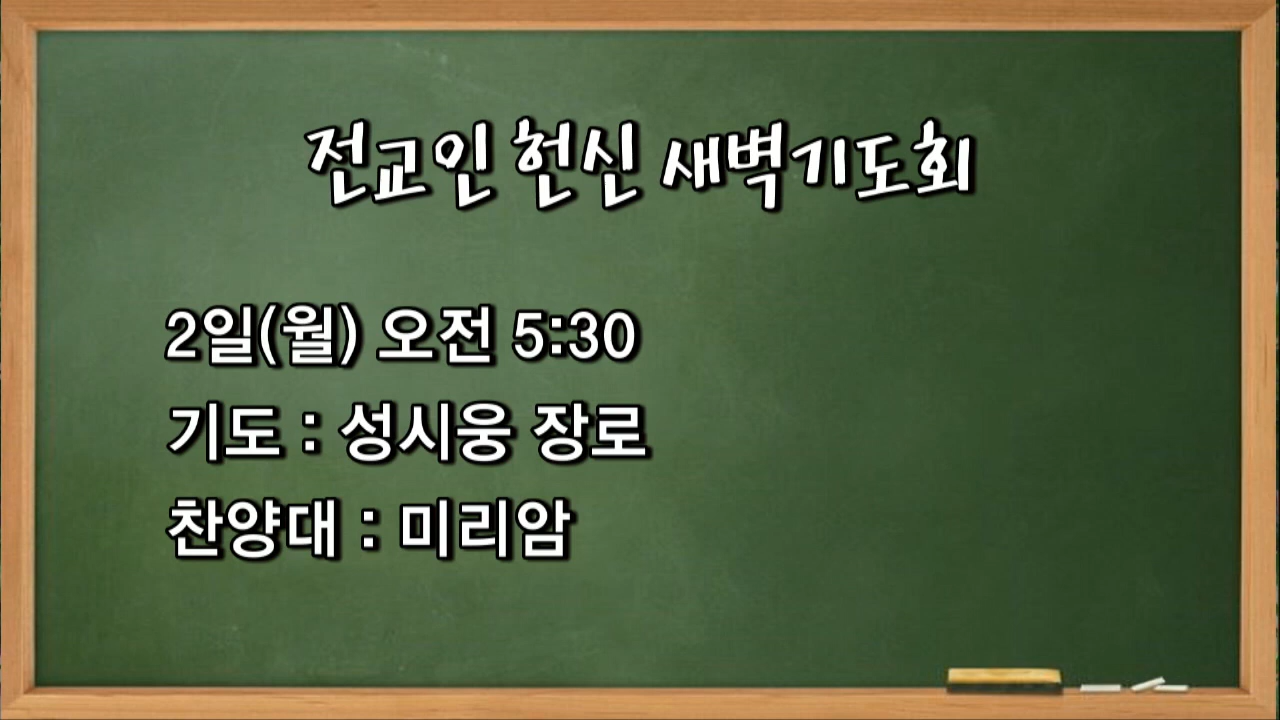 전교인 헌신 새벽기도회
2일(월) 오전 5:30
기도 : 성시웅 장로
찬양대 : 미리암